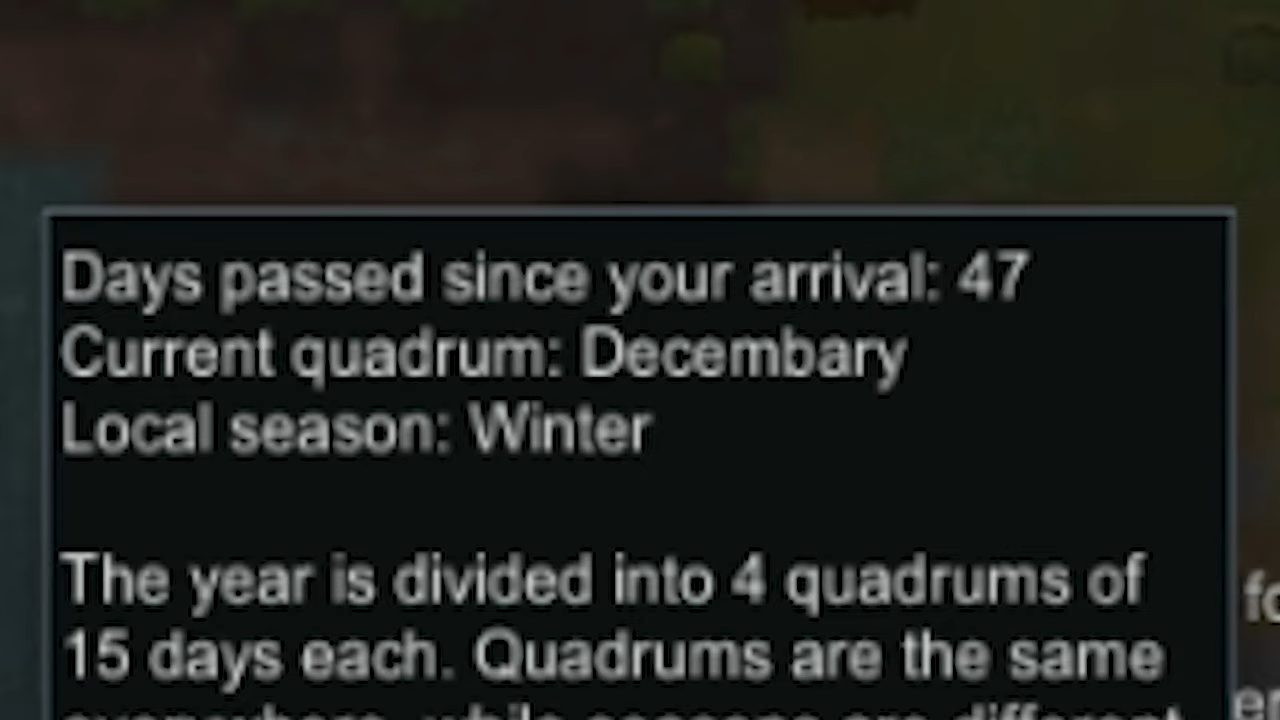 Days passed since your arrival: 47
Current quadrum: Decembary
Local season: Winter
The year is divided into 4 quadrums of
15 days each. Quadrums are the same